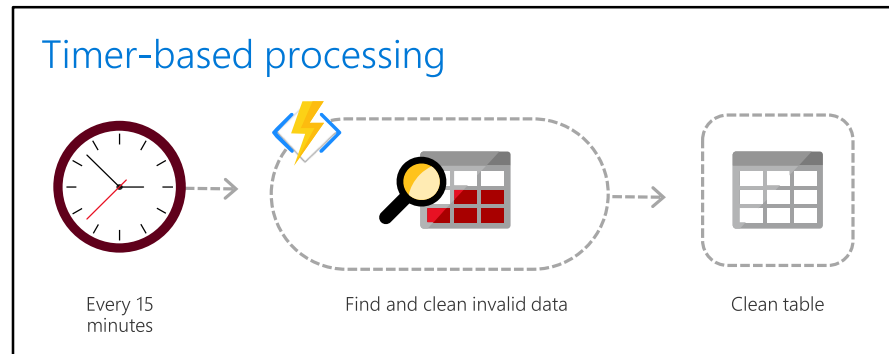 Timer-based processing
Every 15
minutes
Find and clean invalid data
Clean table